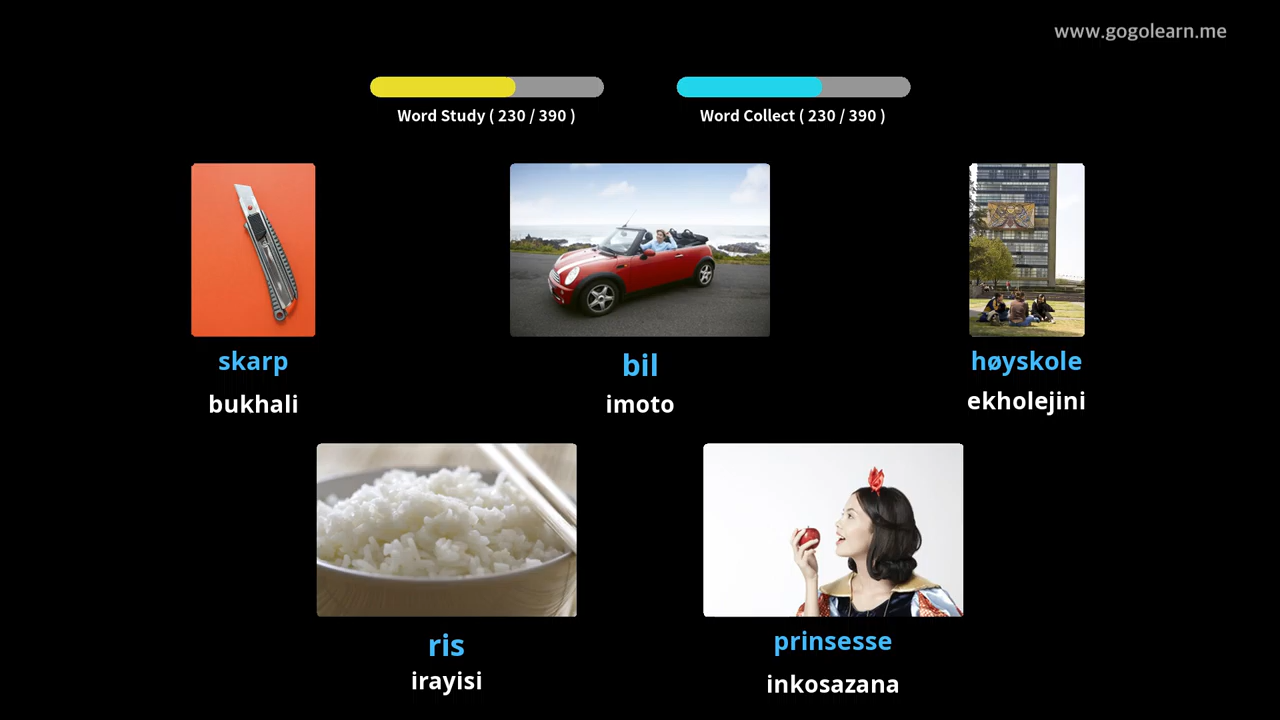 www.gogolearn.me
Word Study ( 230 / 390 )
Word Collect ( 230 / 390 )
skarp
bukhali
bil
imoto
høyskole
ekholejini
ris
irayisi
prinsesse
inkosazana